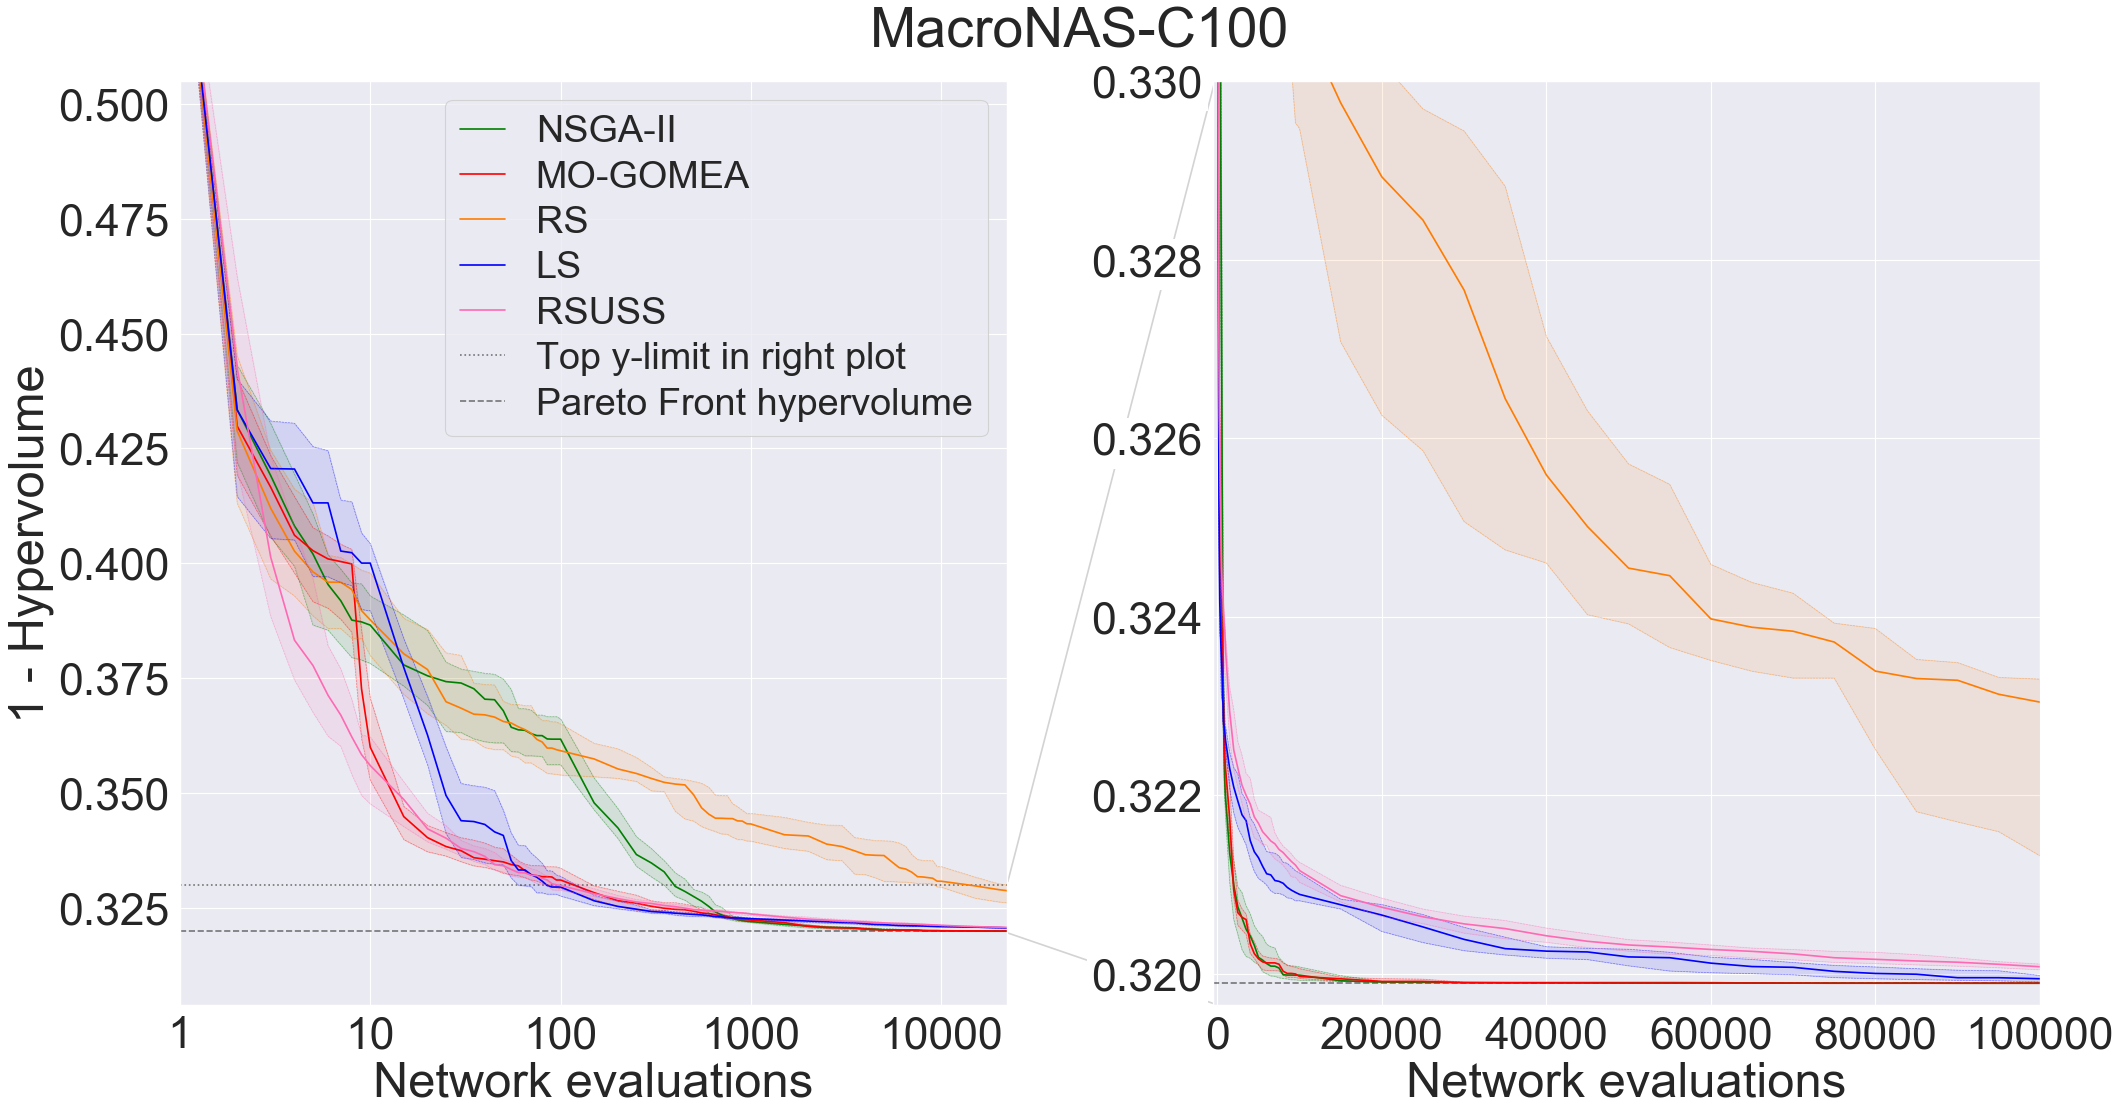 MacroNAS-C100
1 - Hypervolume
0.500
0.475
0.450
0.425
0.400
0.375
0.350
0.325
NSGA-II
MO-GOMEA
RS
LS
RSUSS
Top y-limit in right plot
Pareto Front hypervolume
1 10 100 1000 10000
Network evaluations
0.330
0.328
0.326
0.324
0.322
0.320
0 20000 40000 60000 80000 100000
Network evaluations